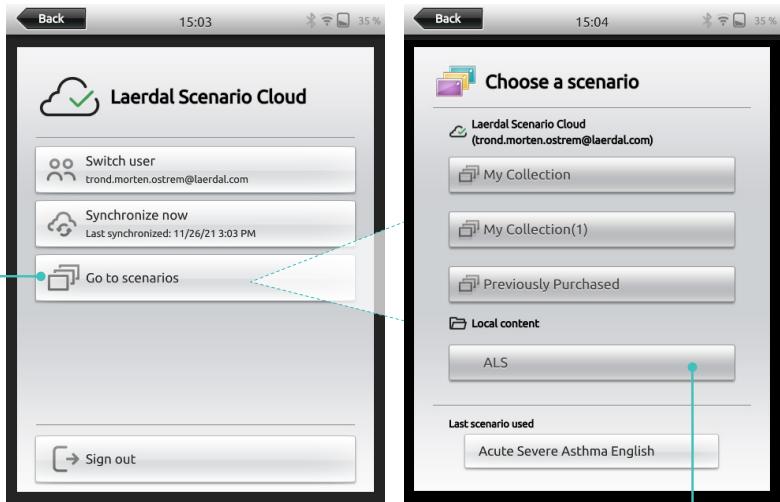 Back
15:03
35 %
Laerdal Scenario Cloud
Switch user
trond.morten.ostrem@laerdal.com
Synchronize now
Last synchronized: 11/26/21 3:03 PM
Go to scenarios
Sign out
Back
15:04
35 %
Choose a scenario
Laerdal Scenario Cloud
(trond.morten.ostrem@laerdal.com)
My Collection
My Collection(1)
Previously Purchased
Local content
ALS
Last scenario used
Acute Severe Asthma English